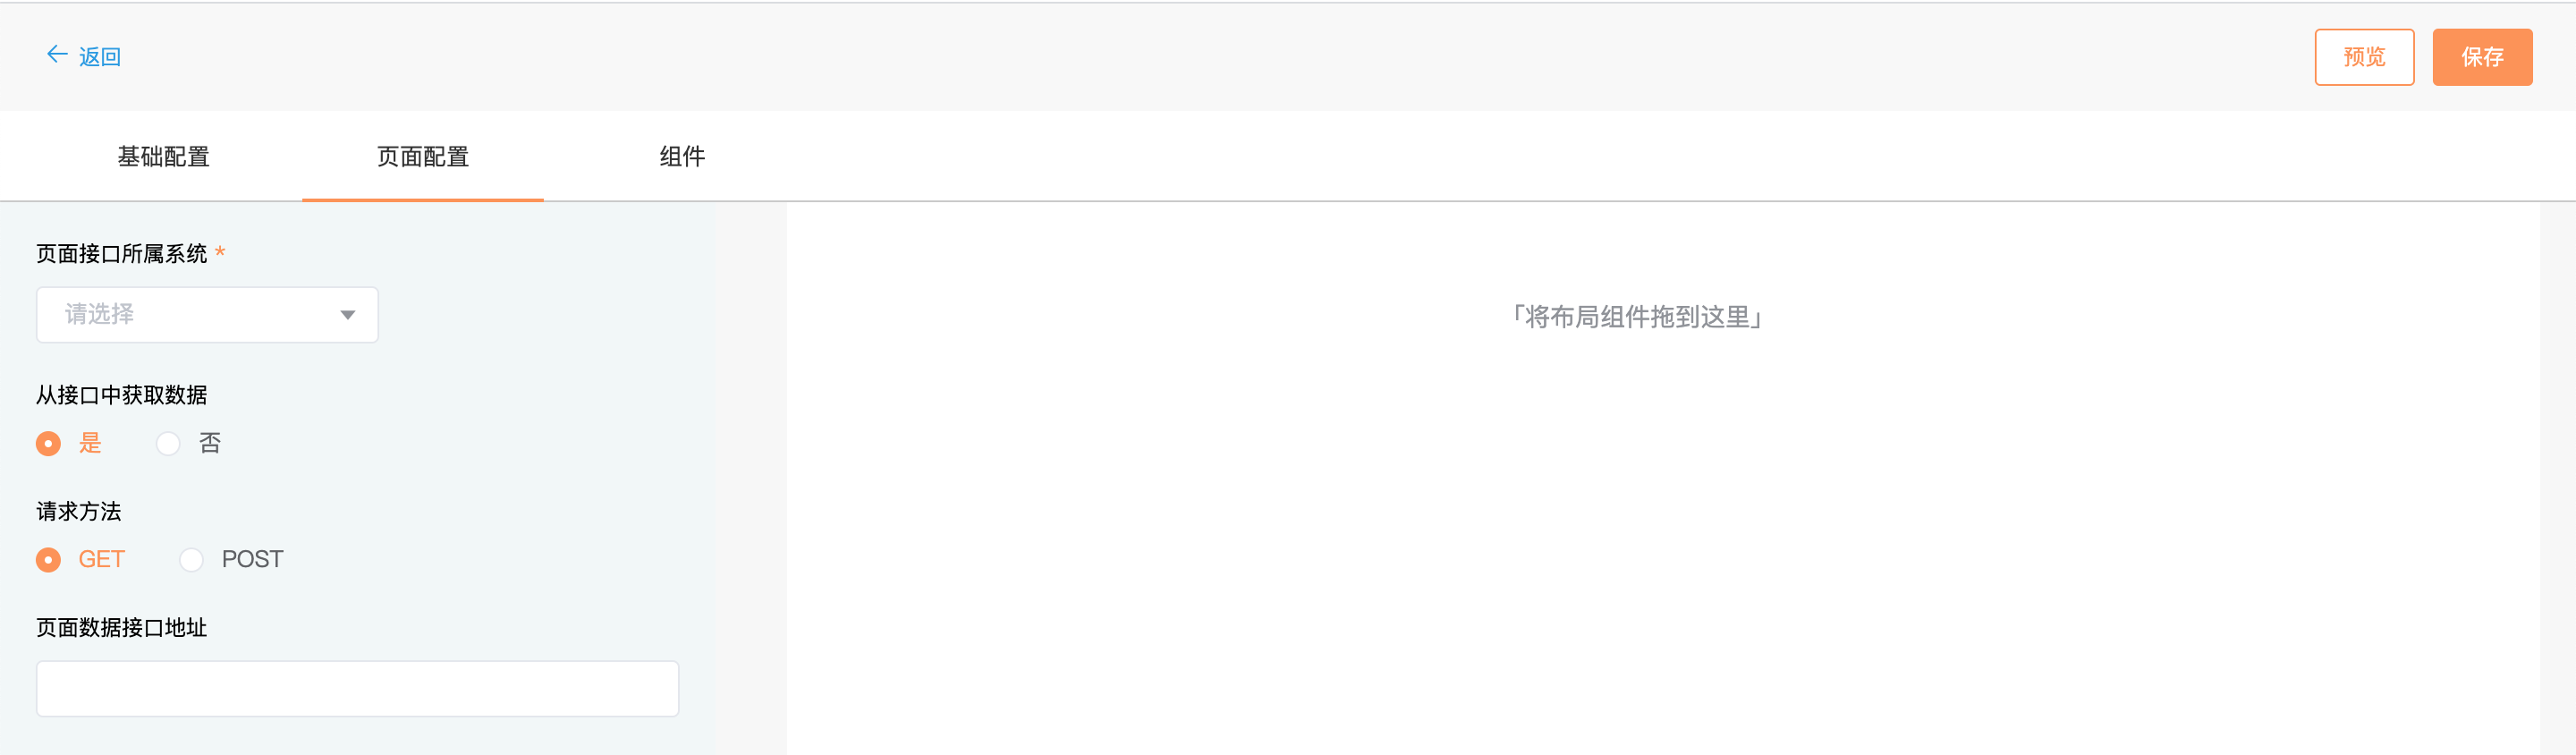 返回
预览
保存
基础配置
页面配置
组件
页面接口所属系统 *
请选择
「将布局组件拖到这里」
从接口中获取数据
是
否
请求方法
GET
POST
页面数据接口地址